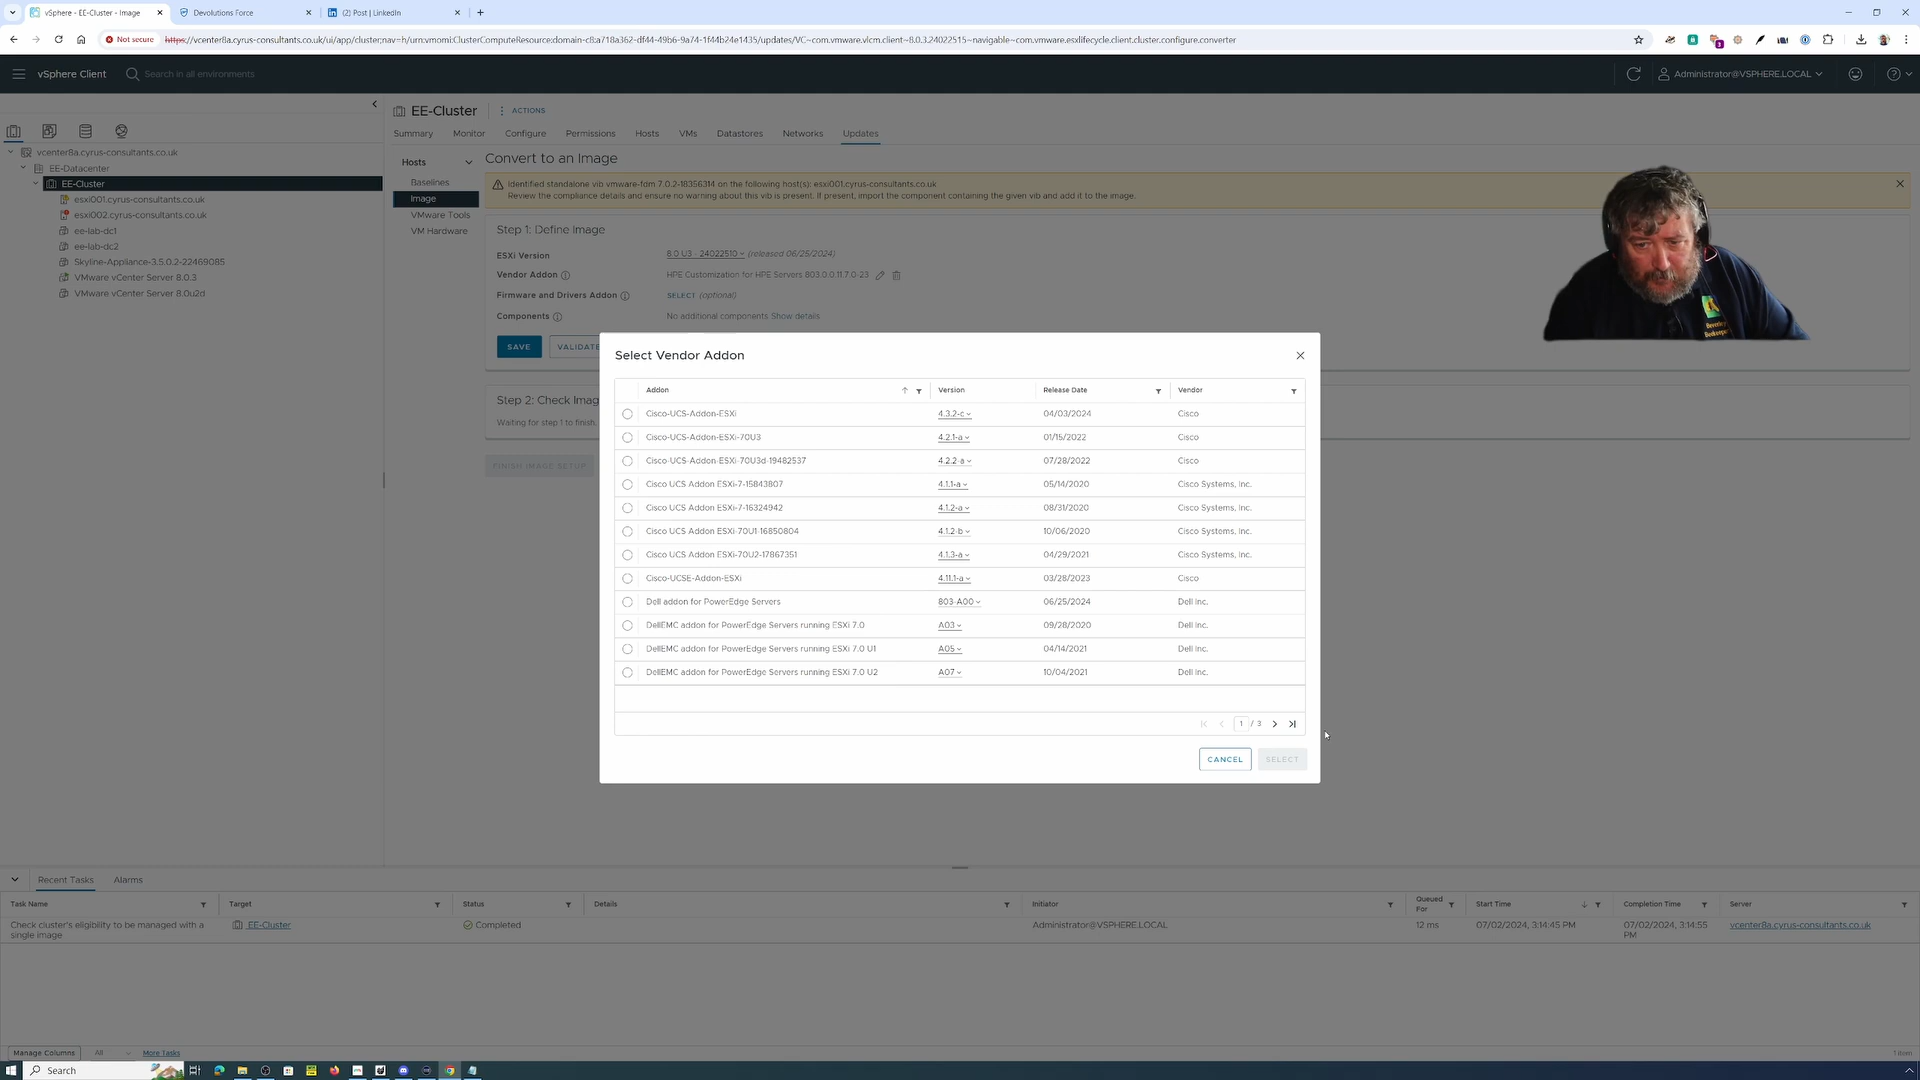 vSphere - EE-Cluster - Image
Devolutions Force
(2) Post | LinkedIn
Not secure
https://vcenter8a.cyrus-consultants.co.uk/ui/app/cluster;nav=h/urn:vmomi:ClusterComputeResource:domain-c8:a718a362-df44-49b6-9a74-1f44b24e1435/updates/VC~com.vmware.vlcm.client~8.0.3.24022515~navigable~com.vmware.esxlifecycle.client.cluster.configure.converter
vSphere Client
Search in all environments
Administrator@VSPHERE.LOCAL
EE-Cluster
ACTIONS
Summary Monitor Configure Permissions Hosts VMs Datastores Networks Updates
vcenter8a.cyrus-consultants.co.uk
EE-Datacenter
EE-Cluster
esxi001.cyrus-consultants.co.uk
esxi002.cyrus-consultants.co.uk
ee-lab-dc1
ee-lab-dc2
Skyline-Appliance-3.5.0.2-22469085
VMware vCenter Server 8.0.3
VMware vCenter Server 8.0u2d
Hosts
Baselines
Image
VMware Tools
VM Hardware
Convert to an Image
Identified standalone vib vmware-fdm 7.0.2-18356314 on the following host(s): esxi001.cyrus-consultants.co.uk
Review the compliance details and ensure no warning about this vib is present. If present, import the component containing the given vib and add it to the image.
Step 1: Define Image
ESXi Version 8.0 U3 - 24022510 (released 06/25/2024)
Vendor Addon HPE Customization for HPE Servers 803.0.0.11.7.0-23
Firmware and Drivers Addon SELECT (optional)
Components No additional components Show details
SAVE VALIDATE
Step 2: Check Imag
Waiting for step 1 to finish.
FINISH IMAGE SETUP
Select Vendor Addon
Addon Version Release Date Vendor
Cisco-UCS-Addon-ESXi 4.3.2-c 04/03/2024 Cisco
Cisco-UCS-Addon-ESXi-70U3 4.2.1-a 01/15/2022 Cisco
Cisco-UCS-Addon-ESXi-70U3d-19482537 4.2.2-a 07/28/2022 Cisco
Cisco UCS Addon ESXi-7-15843807 4.1.1-a 05/14/2020 Cisco Systems, Inc.
Cisco UCS Addon ESXi-7-16324942 4.1.2-a 08/31/2020 Cisco Systems, Inc.
Cisco UCS Addon ESXi-70U1-16850804 4.1.2-b 10/06/2020 Cisco Systems, Inc.
Cisco UCS Addon ESXi-70U2-17867351 4.1.3-a 04/29/2021 Cisco Systems, Inc.
Cisco-UCSE-Addon-ESXi 4.11.1-a 03/28/2023 Cisco
Dell addon for PowerEdge Servers 803-A00 06/25/2024 Dell Inc.
DellEMC addon for PowerEdge Servers running ESXi 7.0 A03 09/28/2020 Dell Inc.
DellEMC addon for PowerEdge Servers running ESXi 7.0 U1 A05 04/14/2021 Dell Inc.
DellEMC addon for PowerEdge Servers running ESXi 7.0 U2 A07 10/04/2021 Dell Inc.
1 / 3
CANCEL SELECT
Recent Tasks Alarms
Task Name Target Status Details Initiator Queued For Start Time Completion Time Server
Check cluster's eligibility to be managed with a single image EE-Cluster Completed Administrator@VSPHERE.LOCAL 12 ms 07/02/2024, 3:14:45 PM 07/02/2024, 3:14:55 PM vcenter8a.cyrus-consultants.co.uk
Manage Columns All More Tasks
1 item
Search